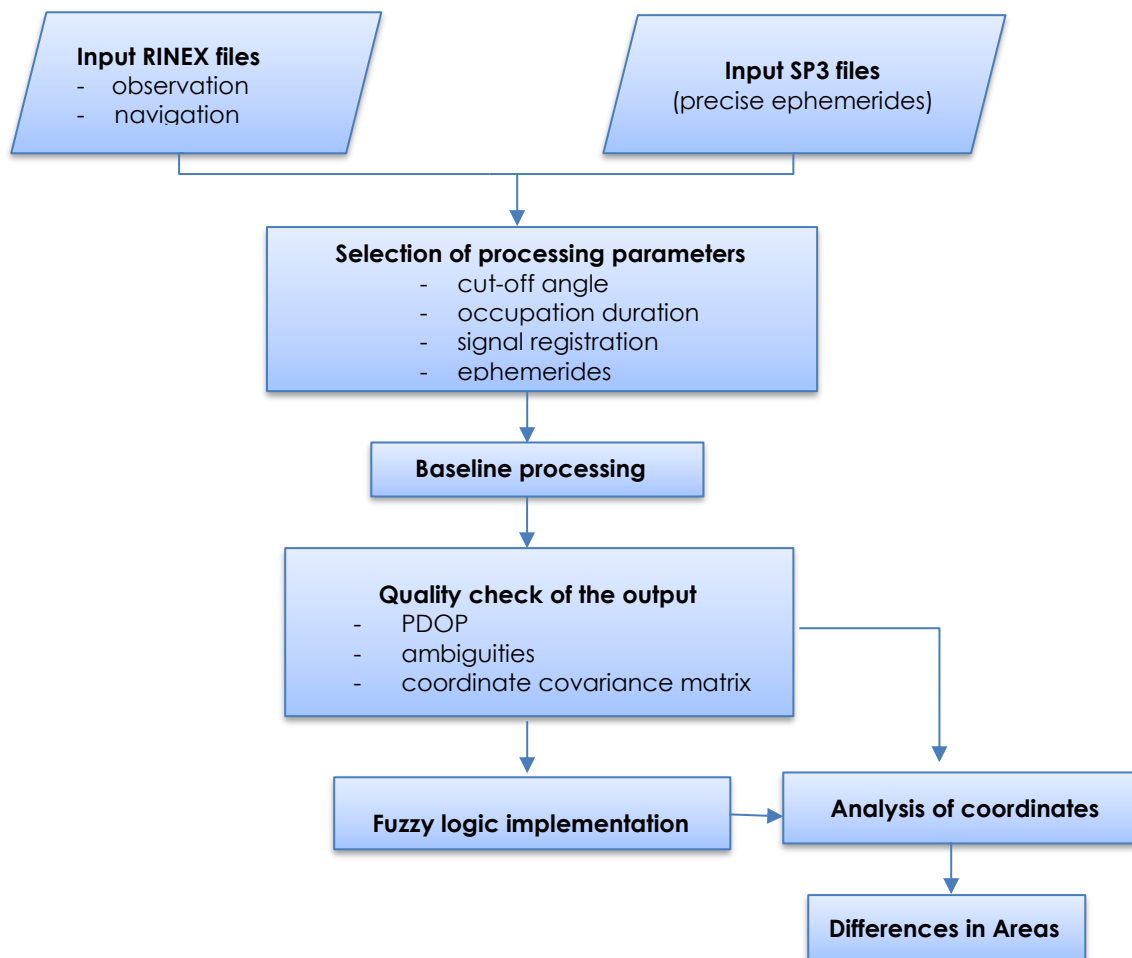 Input RINEX files
- observation
- navigation
Input SP3 files
(precise ephemerides)
Selection of processing parameters
- cut-off angle
- occupation duration
- signal registration
- ephemerides
Baseline processing
Quality check of the output
- PDOP
- ambiguities
- coordinate covariance matrix
Fuzzy logic implementation
Analysis of coordinates
Differences in Areas